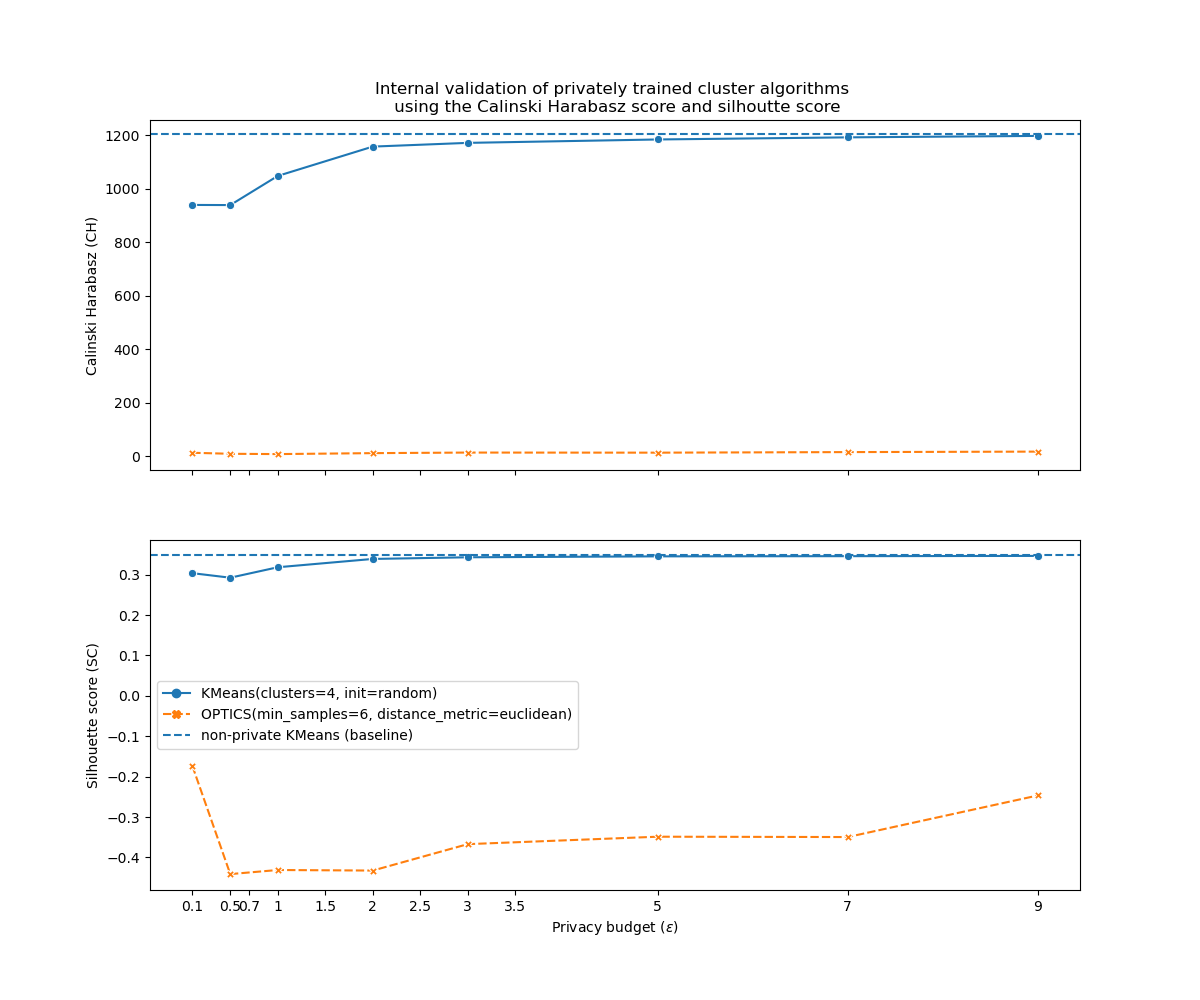 Internal validation of privately trained cluster algorithms
using the Calinski Harabasz score and silhoutte score
1200
1000
800
600
400
200
0
Calinski Harabasz (CH)
0.3
0.2
0.1
0.0
−0.1
−0.2
−0.3
−0.4
Silhouette score (SC)
KMeans(clusters=4, init=random)
OPTICS(min_samples=6, distance_metric=euclidean)
non-private KMeans (baseline)
0.1 0.5 0.7 1 1.5 2 2.5 3 3.5 5 7 9
Privacy budget (ε)